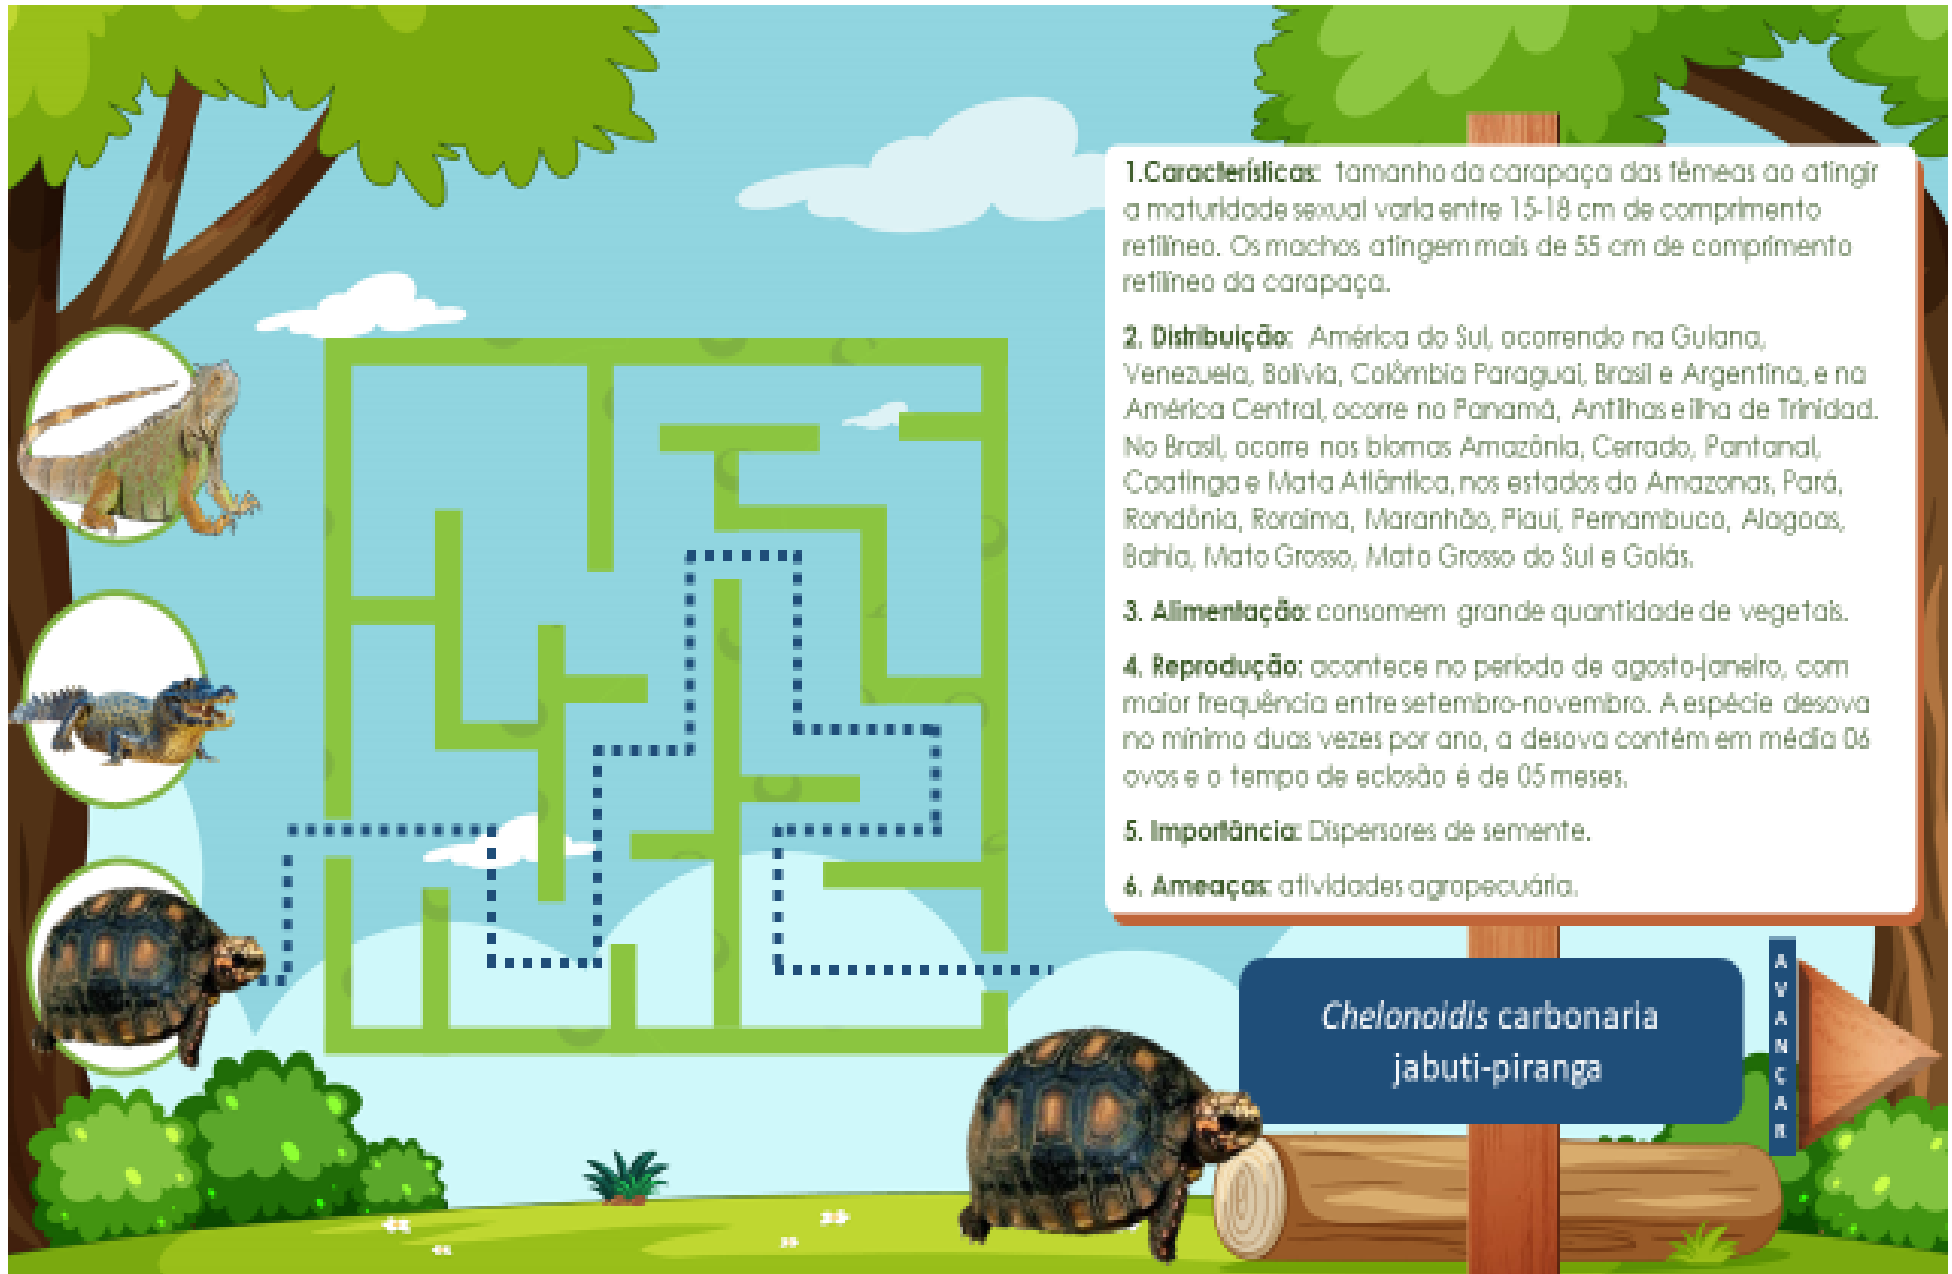 1.Características: tamanho da carapaça das fêmeas ao atingir
a maturidade sexual varia entre 15-18 cm de comprimento
retilíneo. Os machos atingem mais de 55 cm de comprimento
retilíneo da carapaça.
2. Distribuição: América do Sul, ocorrendo na Guiana,
Venezuela, Bolívia, Colômbia Paraguai, Brasil e Argentina, e na
América Central, ocorre no Panamá, Antilhas e ilha de Trinidad.
No Brasil, ocorre nos biomas Amazônia, Cerrado, Pantanal,
Caatinga e Mata Atlântica, nos estados do Amazonas, Pará,
Rondônia, Roraíma, Maranhão, Piauí, Pernambuco, Alagoas,
Bahia, Mato Grosso, Mato Grosso do Sul e Goiás.
3. Alimentação: consomem grande quantidade de vegetais.
4. Reprodução: acontece no período de agosto-janeiro, com
maior frequência entre setembro-novembro. A espécie desova
no mínimo duas vezes por ano, a desova contém em média 06
ovos e o tempo de eclosão é de 05 meses.
5. Importância: Dispersores de semente.
6. Ameaças: atividades agropecuária.
Chelonoidis carbonaria
jabuti-piranga
AVANÇAR